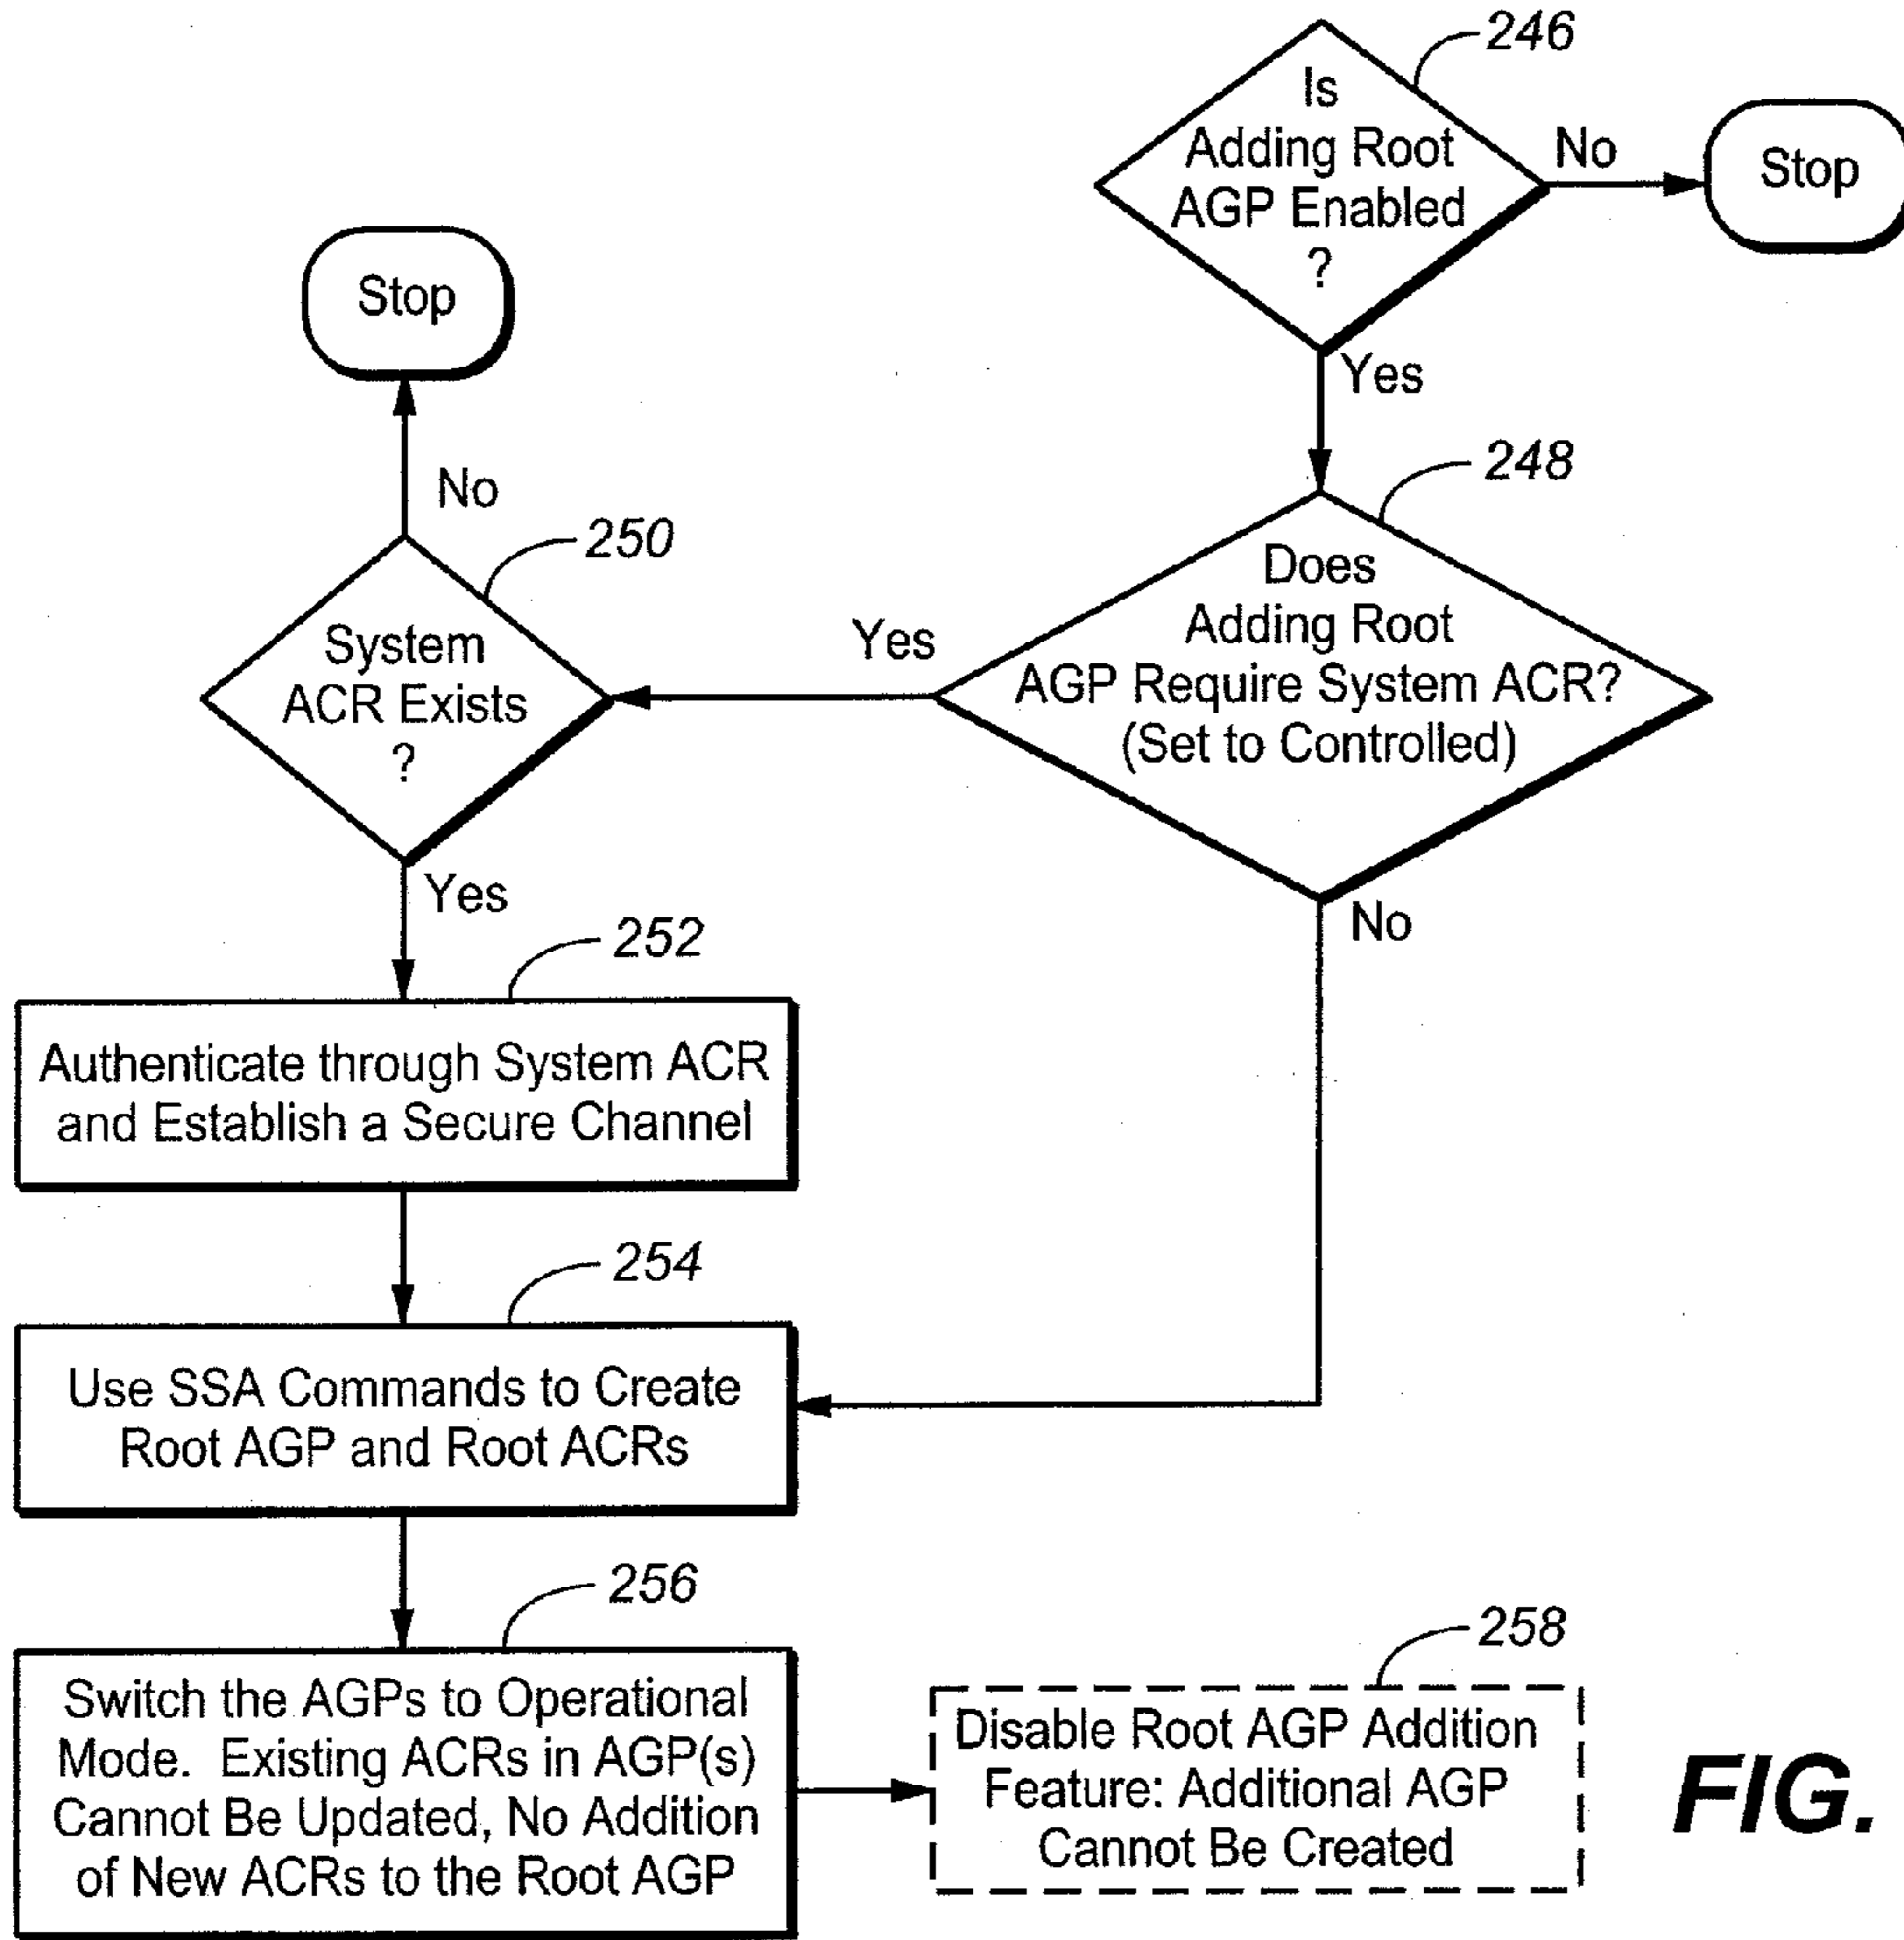 246
Is
Adding Root
AGP Enabled
?
No
Stop
Yes
248
Does
Adding Root
AGP Require System ACR?
(Set to Controlled)
Yes
No
Stop
No
250
System
ACR Exists
?
Yes
252
Authenticate through System ACR
and Establish a Secure Channel
254
Use SSA Commands to Create
Root AGP and Root ACRs
256
Switch the AGPs to Operational
Mode. Existing ACRs in AGP(s)
Cannot Be Updated, No Addition
of New ACRs to the Root AGP
258
Disable Root AGP Addition
Feature: Additional AGP
Cannot Be Created
FIG.